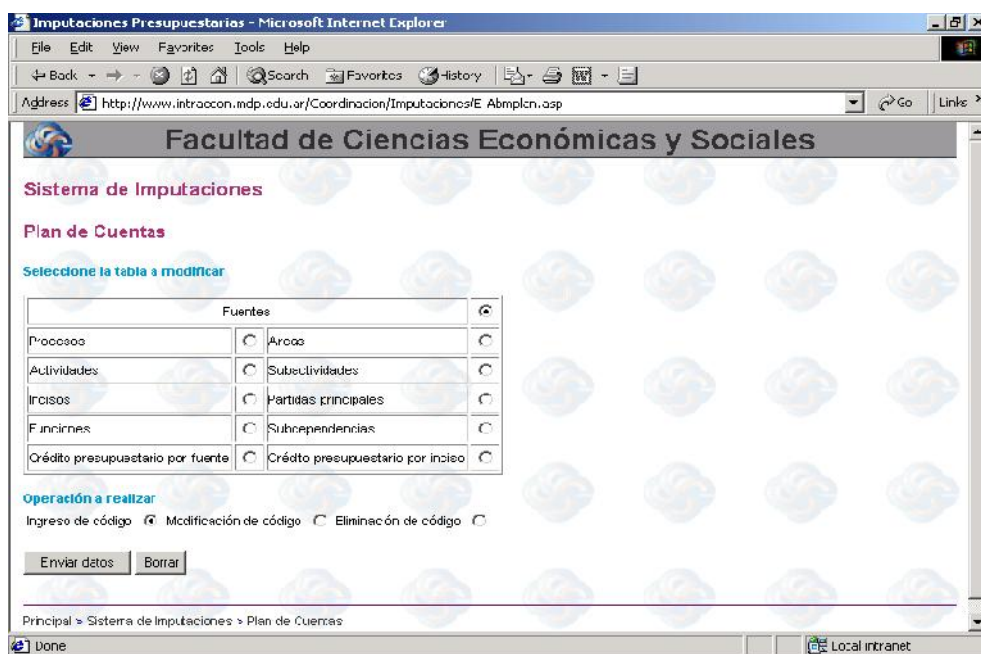 Imputaciones Presupuestarias - Microsoft Internet Explorer
File Edit View Favorites Tools Help
Back Search Favorites History
Address http://www.intraecon.mdp.edu.ar/Coordinacion/Imputaciones/E_Abmplcn.asp Go Links
Facultad de Ciencias Económicas y Sociales
Sistema de Imputaciones
Plan de Cuentas
Seleccione la tabla a modificar
Fuentes
Procesos Areas
Actividades Subactividades
Incisos Partidas principales
Funciones Subdependencias
Crédito presupuestario por fuente Crédito presupuestario por inciso
Operación a realizar
Ingreso de código Modificación de código Eliminación de código
Enviar datos Borrar
Principal > Sistema de Imputaciones > Plan de Cuentas
Done Local intranet